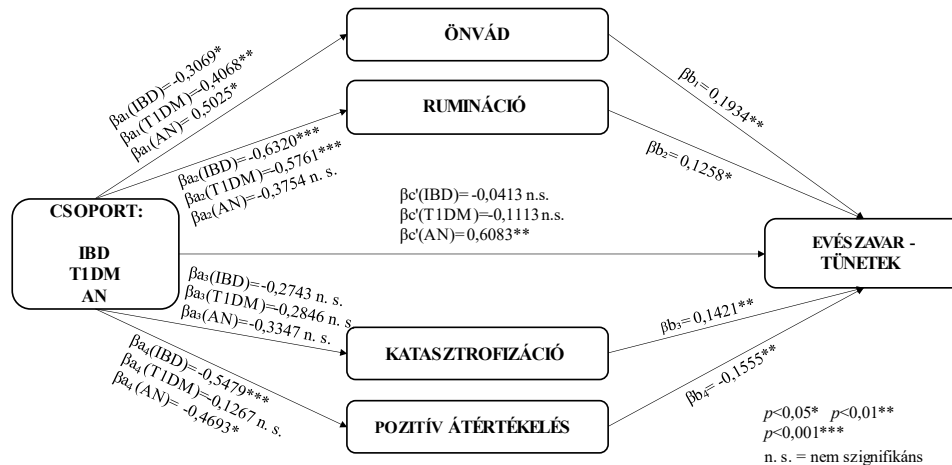 ÖNVÁD
βa₁(IBD)=-0,3069*
βa₁(T1DM)=-0,4068**
βa₁(AN)= 0,5025*
βb₁=0,1934**
RUMINÁCIÓ
βa₂(IBD)=-0,6320***
βa₂(T1DM)=-0,5761***
βa₂(AN)=-0,3754 n. s.
βb₂=0,1258*
βc'(IBD)=-0,0413 n.s.
βc'(T1DM)=-0,1113 n.s.
βc'(AN)=0,6083**
CSOPORT:
IBD
T1DM
AN
EVÉSZAVAR-
TÜNETEK
βa₃(IBD)=-0,2743 n. s.
βa₃(T1DM)=-0,2846 n. s
βa₃(AN)=-0,3347 n. s.
βb₃=0,1421**
KATASZTROFIZÁCIÓ
βa₄(IBD)=-0,5479***
βa₄(T1DM)=-0,1267 n. s.
βa₄(AN)= -0,4693*
βb₄=-0,1555**
POZITÍV ÁTÉRTÉKELÉS
p<0,05* p<0,01**
p<0,001***
n. s. = nem szignifikáns